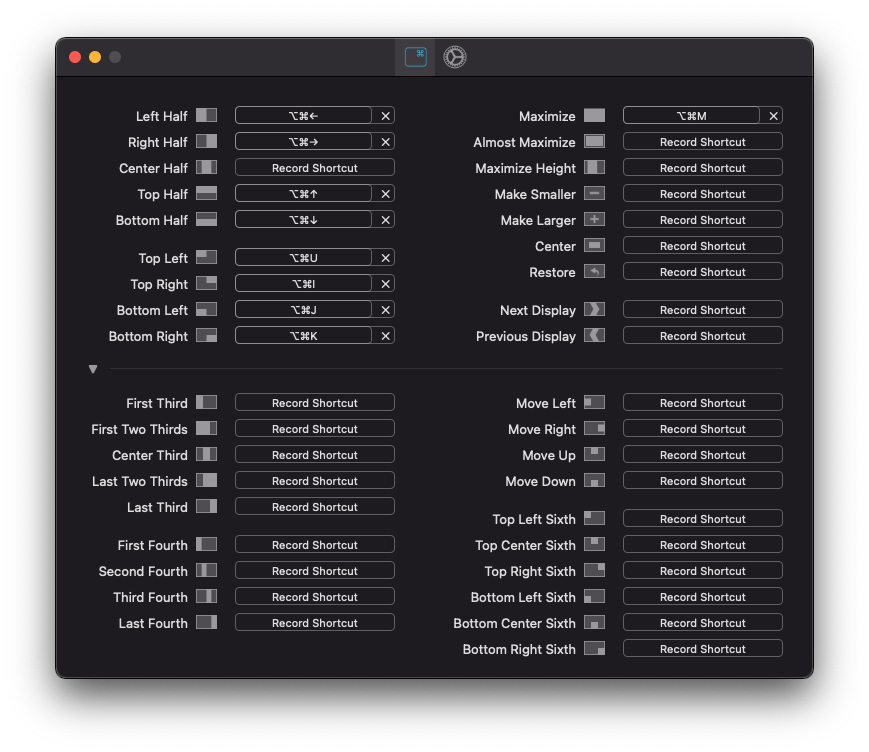 ⌘
Left Half ⌥⌘←
Right Half ⌥⌘→
Center Half Record Shortcut
Top Half ⌥⌘↑
Bottom Half ⌥⌘↓
Top Left ⌥⌘U
Top Right ⌥⌘I
Bottom Left ⌥⌘J
Bottom Right ⌥⌘K
Maximize ⌥⌘M
Almost Maximize Record Shortcut
Maximize Height Record Shortcut
Make Smaller Record Shortcut
Make Larger Record Shortcut
Center Record Shortcut
Restore Record Shortcut
Next Display Record Shortcut
Previous Display Record Shortcut
First Third Record Shortcut
First Two Thirds Record Shortcut
Center Third Record Shortcut
Last Two Thirds Record Shortcut
Last Third Record Shortcut
First Fourth Record Shortcut
Second Fourth Record Shortcut
Third Fourth Record Shortcut
Last Fourth Record Shortcut
Move Left Record Shortcut
Move Right Record Shortcut
Move Up Record Shortcut
Move Down Record Shortcut
Top Left Sixth Record Shortcut
Top Center Sixth Record Shortcut
Top Right Sixth Record Shortcut
Bottom Left Sixth Record Shortcut
Bottom Center Sixth Record Shortcut
Bottom Right Sixth Record Shortcut